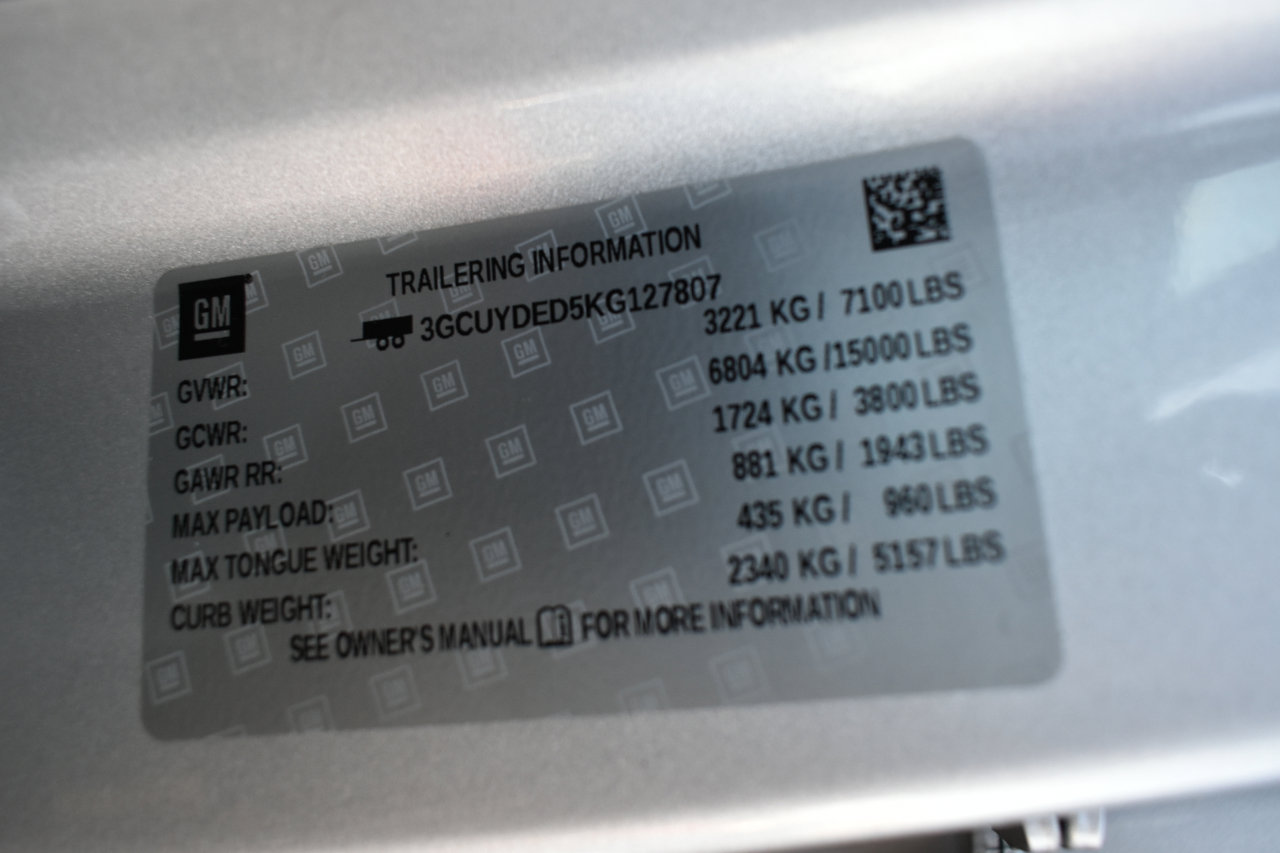 GM
TRAILERING INFORMATION
3GCUYDED5KG127807
GVWR: 3221 KG / 7100 LBS
GCWR: 6804 KG /15000 LBS
GAWR RR: 1724 KG / 3800 LBS
MAX PAYLOAD: 881 KG / 1943 LBS
MAX TONGUE WEIGHT: 435 KG / 960 LBS
CURB WEIGHT: 2340 KG / 5157 LBS
SEE OWNER'S MANUAL FOR MORE INFORMATION